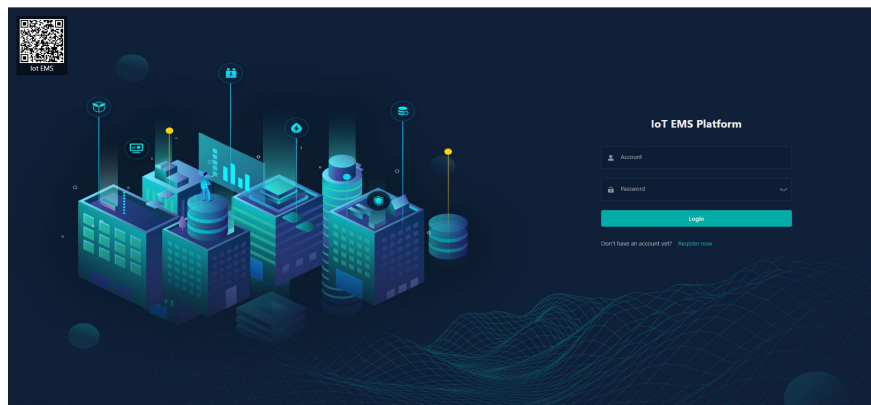 Iot EMS
IoT EMS Platform
Account
Password
Login
Don't have an account yet? Register now